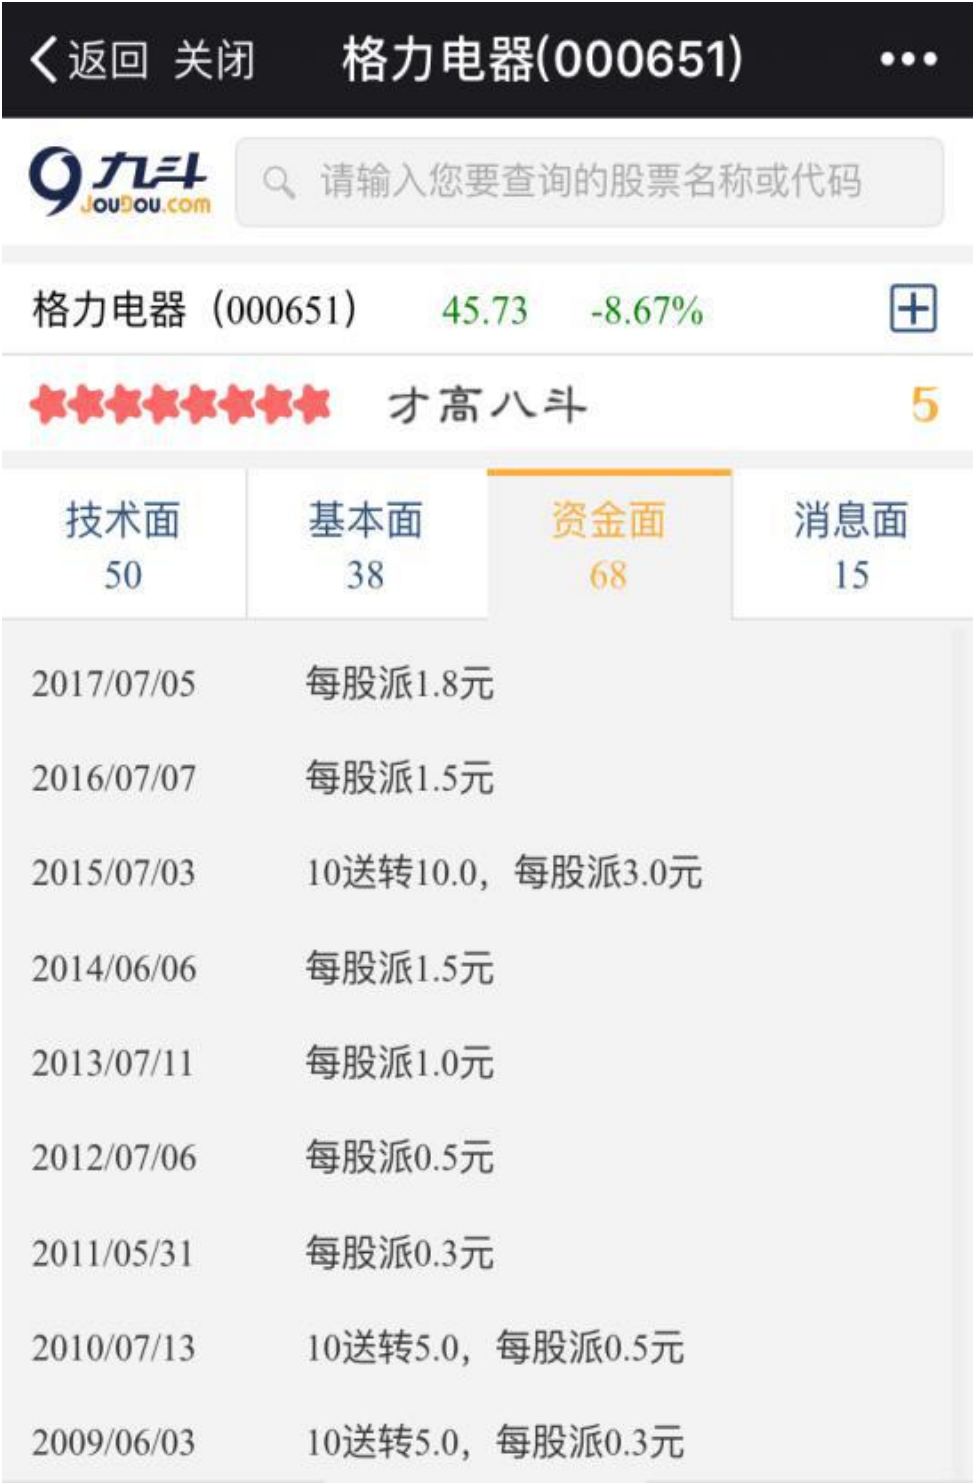 返回 关闭 格力电器(000651)
九斗 JouDou.com
请输入您要查询的股票名称或代码
格力电器（000651） 45.73 -8.67%
才高八斗 5
技术面 基本面 资金面 消息面
50 38 68 15
2017/07/05 每股派1.8元
2016/07/07 每股派1.5元
2015/07/03 10送转10.0，每股派3.0元
2014/06/06 每股派1.5元
2013/07/11 每股派1.0元
2012/07/06 每股派0.5元
2011/05/31 每股派0.3元
2010/07/13 10送转5.0，每股派0.5元
2009/06/03 10送转5.0，每股派0.3元